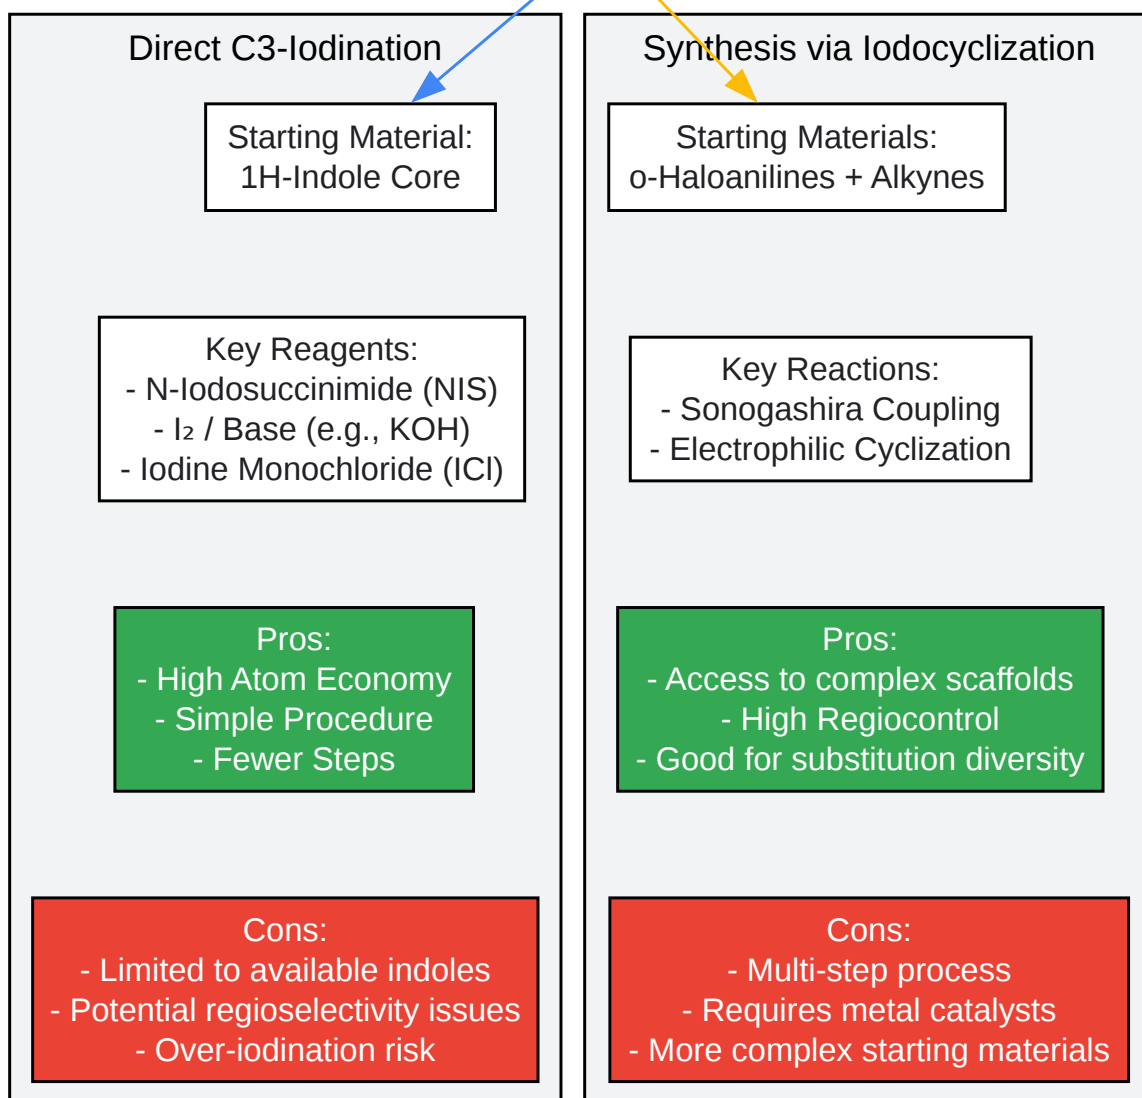 Direct C3-Iodination
Starting Material:
1H-Indole Core
Key Reagents:
- N-Iodosuccinimide (NIS)
- I₂ / Base (e.g., KOH)
- Iodine Monochloride (ICl)
Pros:
- High Atom Economy
- Simple Procedure
- Fewer Steps
Cons:
- Limited to available indoles
- Potential regioselectivity issues
- Over-iodination risk
Synthesis via Iodocyclization
Starting Materials:
o-Haloanilines + Alkynes
Key Reactions:
- Sonogashira Coupling
- Electrophilic Cyclization
Pros:
- Access to complex scaffolds
- High Regiocontrol
- Good for substitution diversity
Cons:
- Multi-step process
- Requires metal catalysts
- More complex starting materials